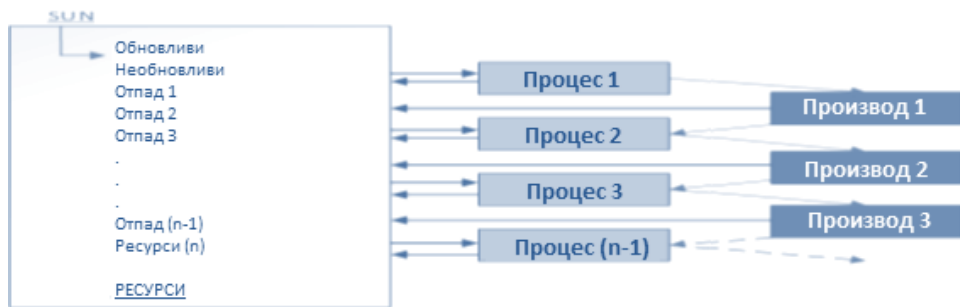 SUN
Обновливи
Необновливи
Отпад 1
Отпад 2
Отпад 3
.
.
.
Отпад (n-1)
Ресурси (n)
РЕСУРСИ
Процес 1
Производ 1
Процес 2
Производ 2
Процес 3
Производ 3
Процес (n-1)